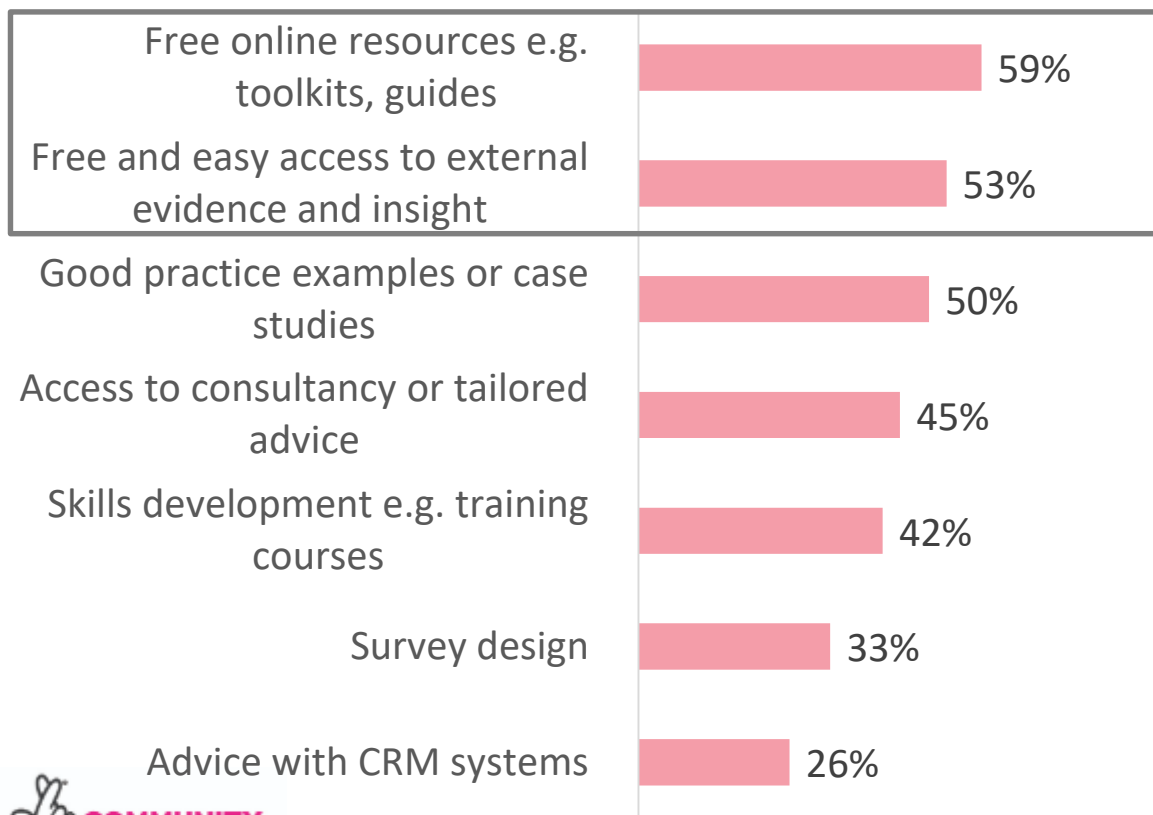 Free online resources e.g.
toolkits, guides
59%
Free and easy access to external
evidence and insight
53%
Good practice examples or case
studies
50%
Access to consultancy or tailored
advice
45%
Skills development e.g. training
courses
42%
Survey design
33%
Advice with CRM systems
26%